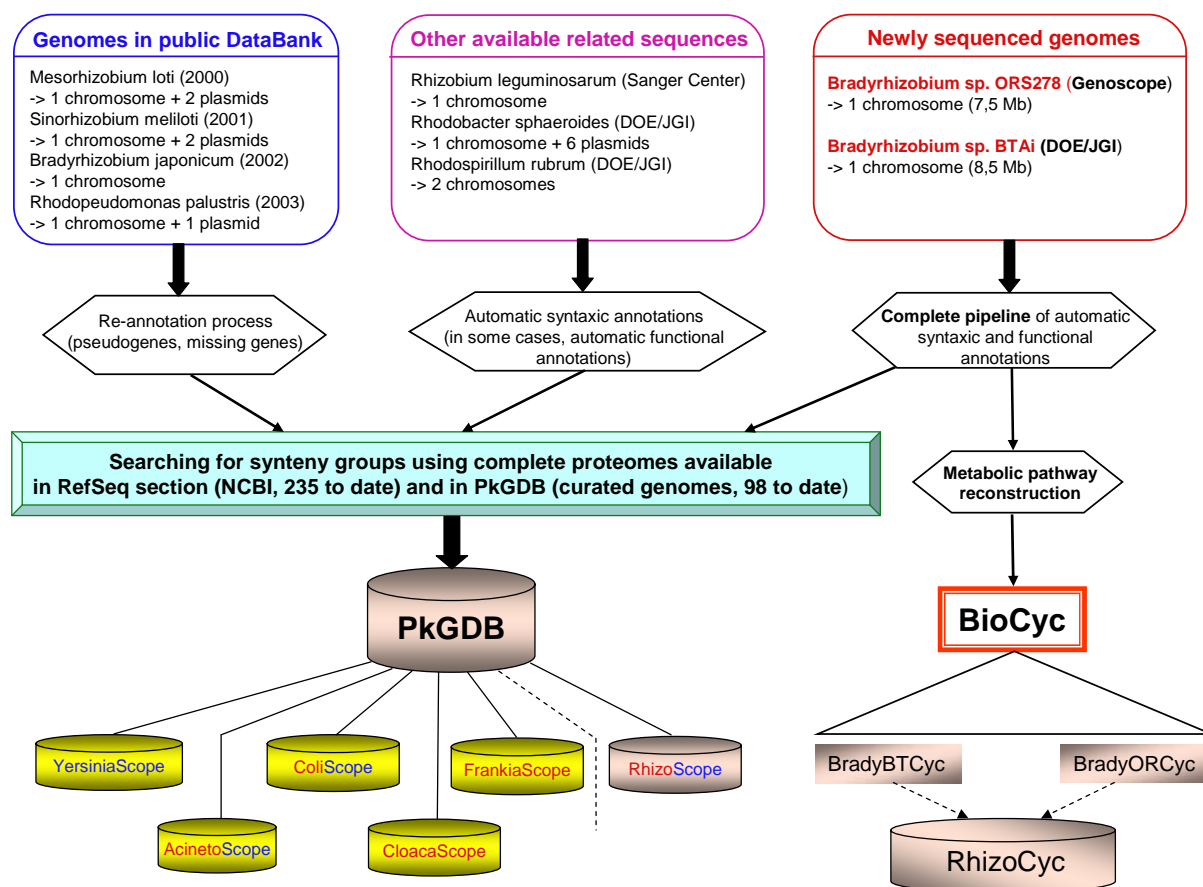 Genomes in public DataBank
Mesorhizobium loti (2000)
-> 1 chromosome + 2 plasmids
Sinorhizobium meliloti (2001)
-> 1 chromosome + 2 plasmids
Bradyrhizobium japonicum (2002)
-> 1 chromosome
Rhodopeudomonas palustris (2003)
-> 1 chromosome + 1 plasmid
Other available related sequences
Rhizobium leguminosarum (Sanger Center)
-> 1 chromosome
Rhodobacter sphaeroides (DOE/JGI)
-> 1 chromosome + 6 plasmids
Rhodospirillum rubrum (DOE/JGI)
-> 2 chromosomes
Newly sequenced genomes
Bradyrhizobium sp. ORS278 (Genoscope)
-> 1 chromosome (7,5 Mb)
Bradyrhizobium sp. BTAi (DOE/JGI)
-> 1 chromosome (8,5 Mb)
Re-annotation process
(pseudogenes, missing genes)
Automatic syntaxic annotations
(in some cases, automatic functional
annotations)
Complete pipeline of automatic
syntaxic and functional
annotations
Searching for synteny groups using complete proteomes available
in RefSeq section (NCBI, 235 to date) and in PkGDB (curated genomes, 98 to date)
Metabolic pathway
reconstruction
PkGDB
BioCyc
YersiniaScope
ColiScope
FrankiaScope
RhizoScope
AcinetoScope
CloacaScope
BradyBTCyc
BradyORCyc
RhizoCyc